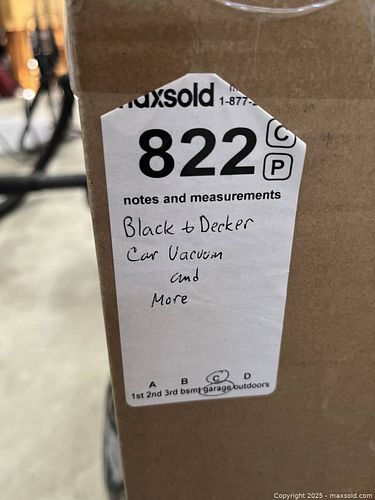 maxsold 1-877-
822 C
P
notes and measurements
Black + Decker
Car Vacuum
and
More
A B C D
1st 2nd 3rd bsmt garage outdoors
Copyright 2025 - maxsold.com